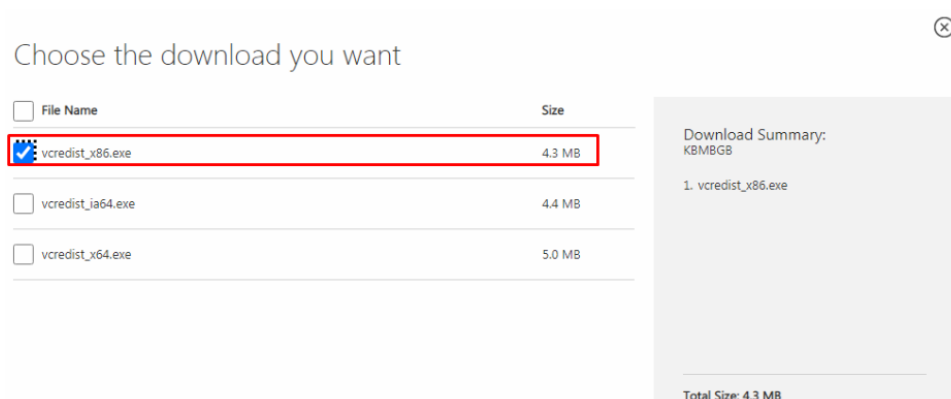 Choose the download you want
File Name Size
vcredist_x86.exe 4.3 MB
vcredist_ia64.exe 4.4 MB
vcredist_x64.exe 5.0 MB
Download Summary:
KBMBGB
1. vcredist_x86.exe
Total Size: 4.3 MB